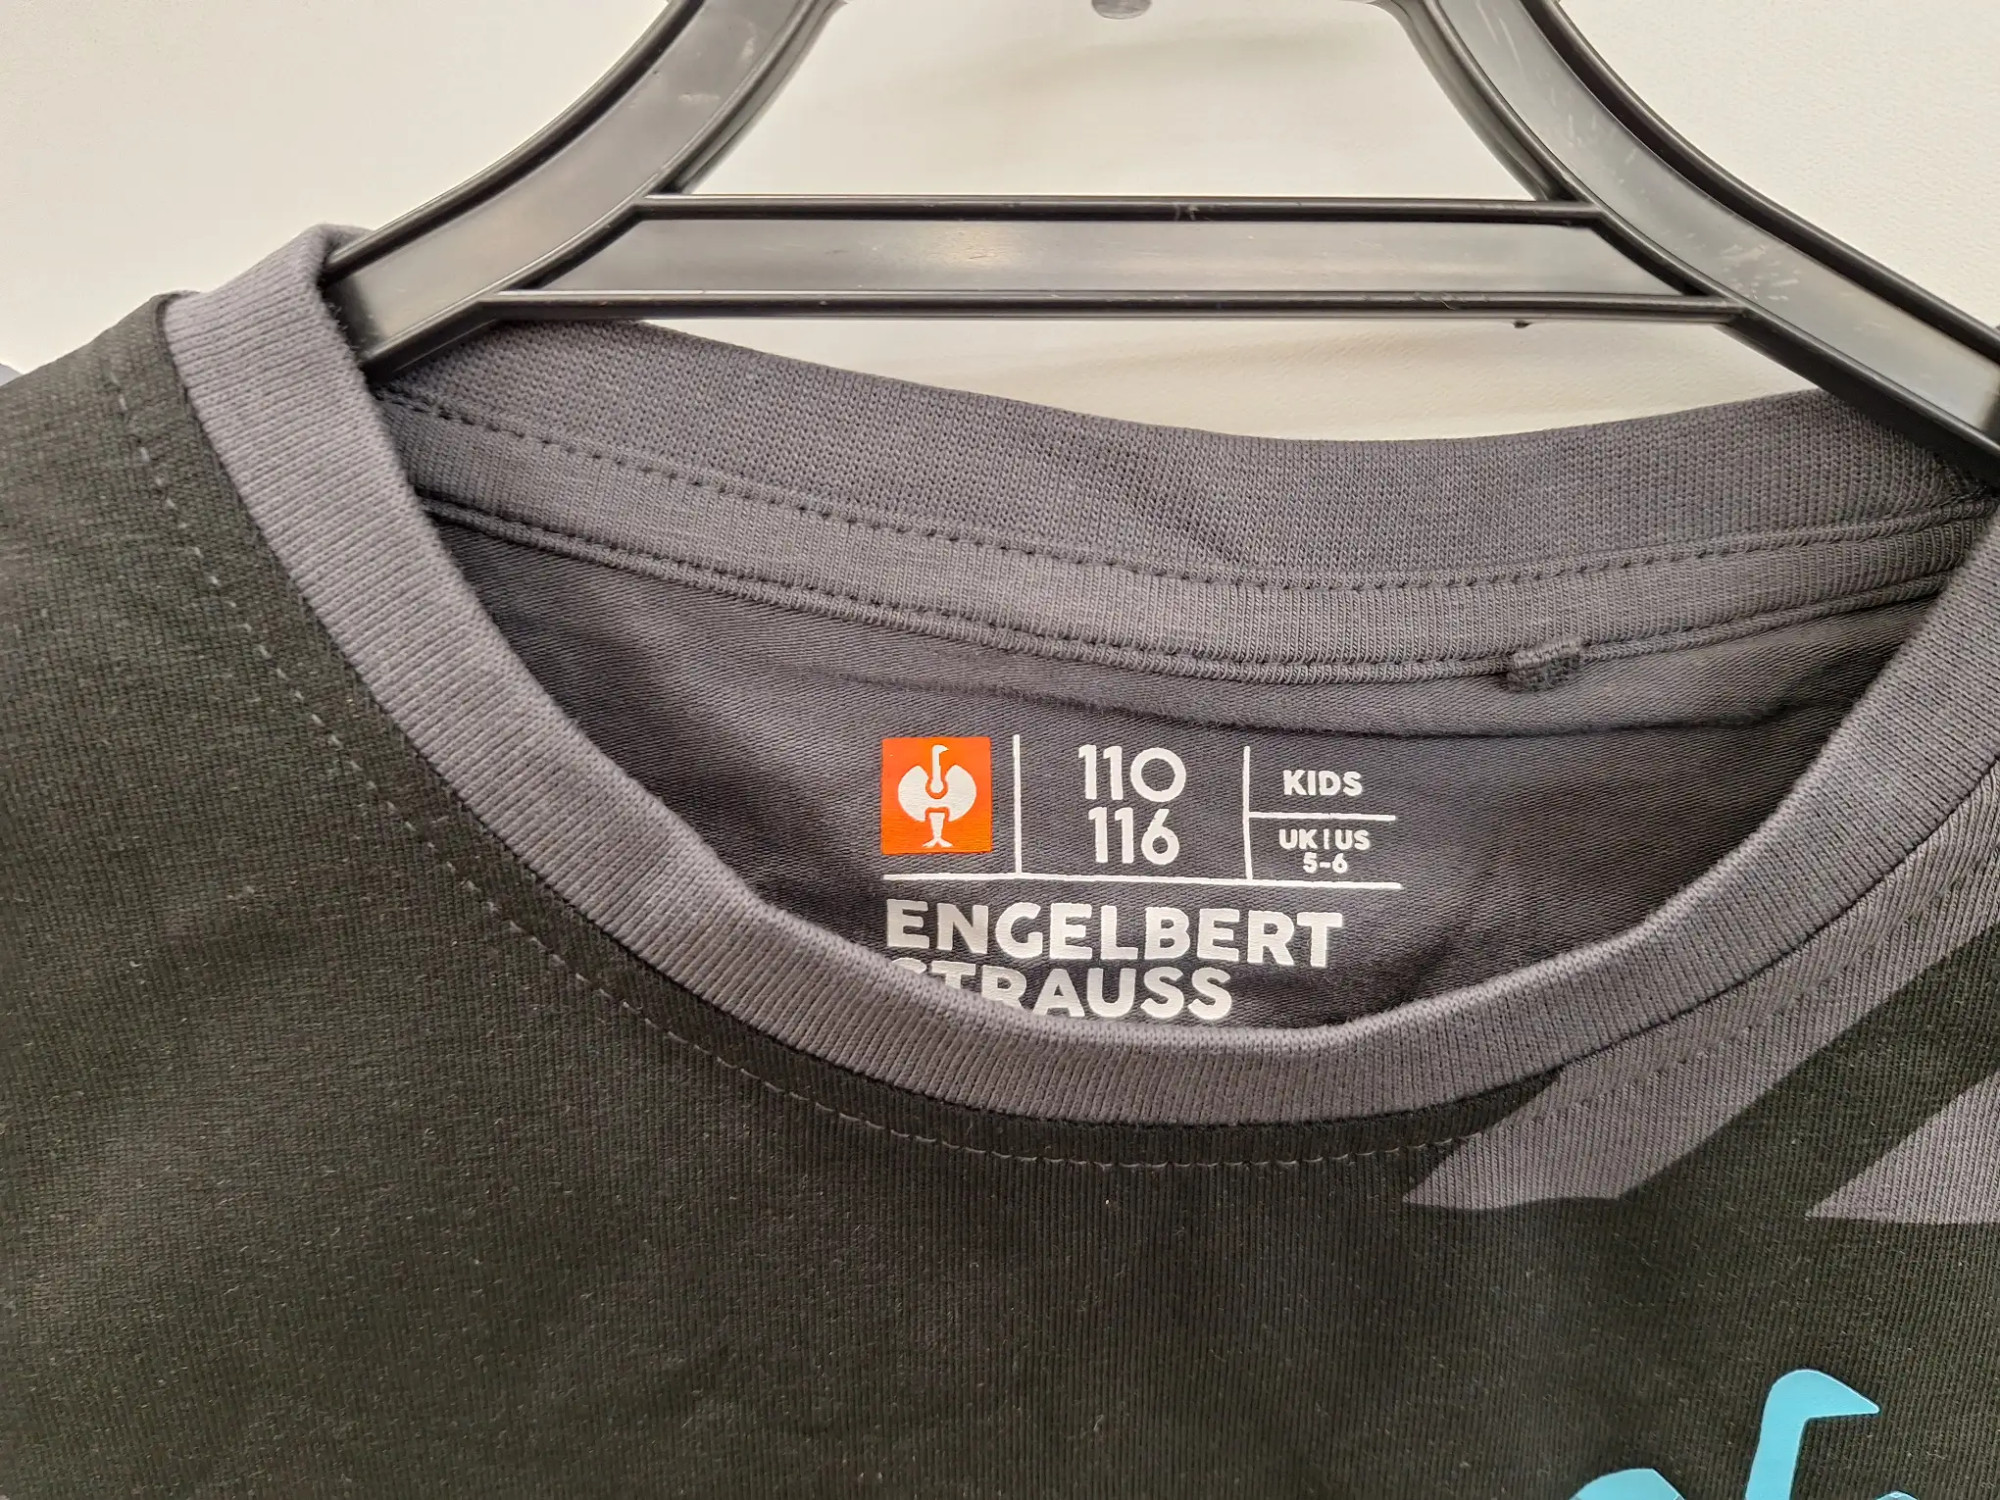 110
116
KIDS
UK|US
5-6
ENGELBERT
STRAUSS